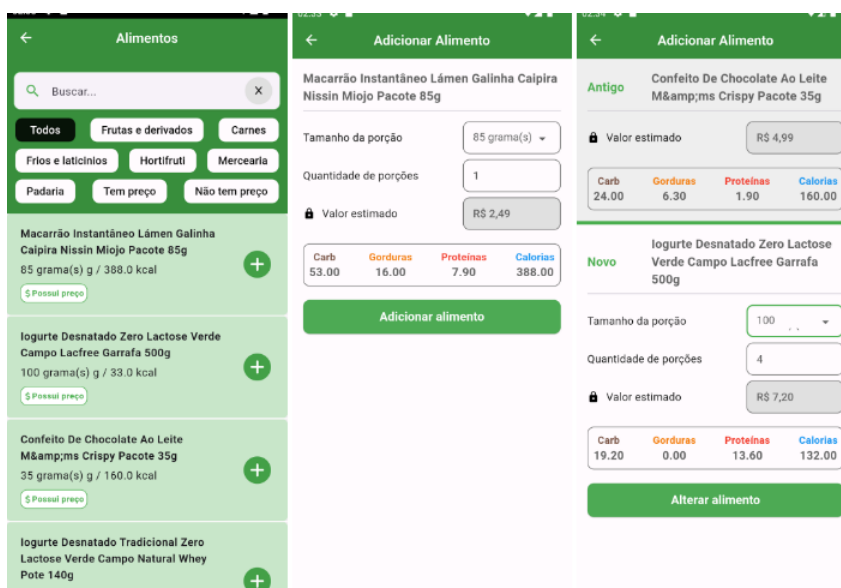 Alimentos
Buscar...
X
Todos
Frutas e derivados
Carnes
Frios e laticinios
Hortifruti
Mercearia
Padaria
Tem preço
Não tem preço
Macarrão Instantâneo Lámen Galinha
Caipira Nissin Miojo Pacote 85g
85 grama(s) g / 388.0 kcal
$ Possui preço
Iogurte Desnatado Zero Lactose Verde
Campo Lacfree Garrafa 500g
100 grama(s) g / 33.0 kcal
$ Possui preço
Confeito De Chocolate Ao Leite
M&amp;ms Crispy Pacote 35g
35 grama(s) g / 160.0 kcal
$ Possui preço
Iogurte Desnatado Tradicional Zero
Lactose Verde Campo Natural Whey
Pote 140g
02:33
Adicionar Alimento
Macarrão Instantâneo Lámen Galinha Caipira
Nissin Miojo Pacote 85g
Tamanho da porção
85 grama(s)
Quantidade de porções
1
Valor estimado
R$ 2,49
Carb Gorduras Proteínas Calorias
53.00 16.00 7.90 388.00
Adicionar alimento
02:34
Adicionar Alimento
Antigo
Confeito De Chocolate Ao Leite
M&amp;ms Crispy Pacote 35g
Valor estimado
R$ 4,99
Carb Gorduras Proteínas Calorias
24.00 6.30 1.90 160.00
Novo
Iogurte Desnatado Zero Lactose
Verde Campo Lacfree Garrafa
500g
Tamanho da porção
100
Quantidade de porções
4
Valor estimado
R$ 7,20
Carb Gorduras Proteínas Calorias
19.20 0.00 13.60 132.00
Alterar alimento